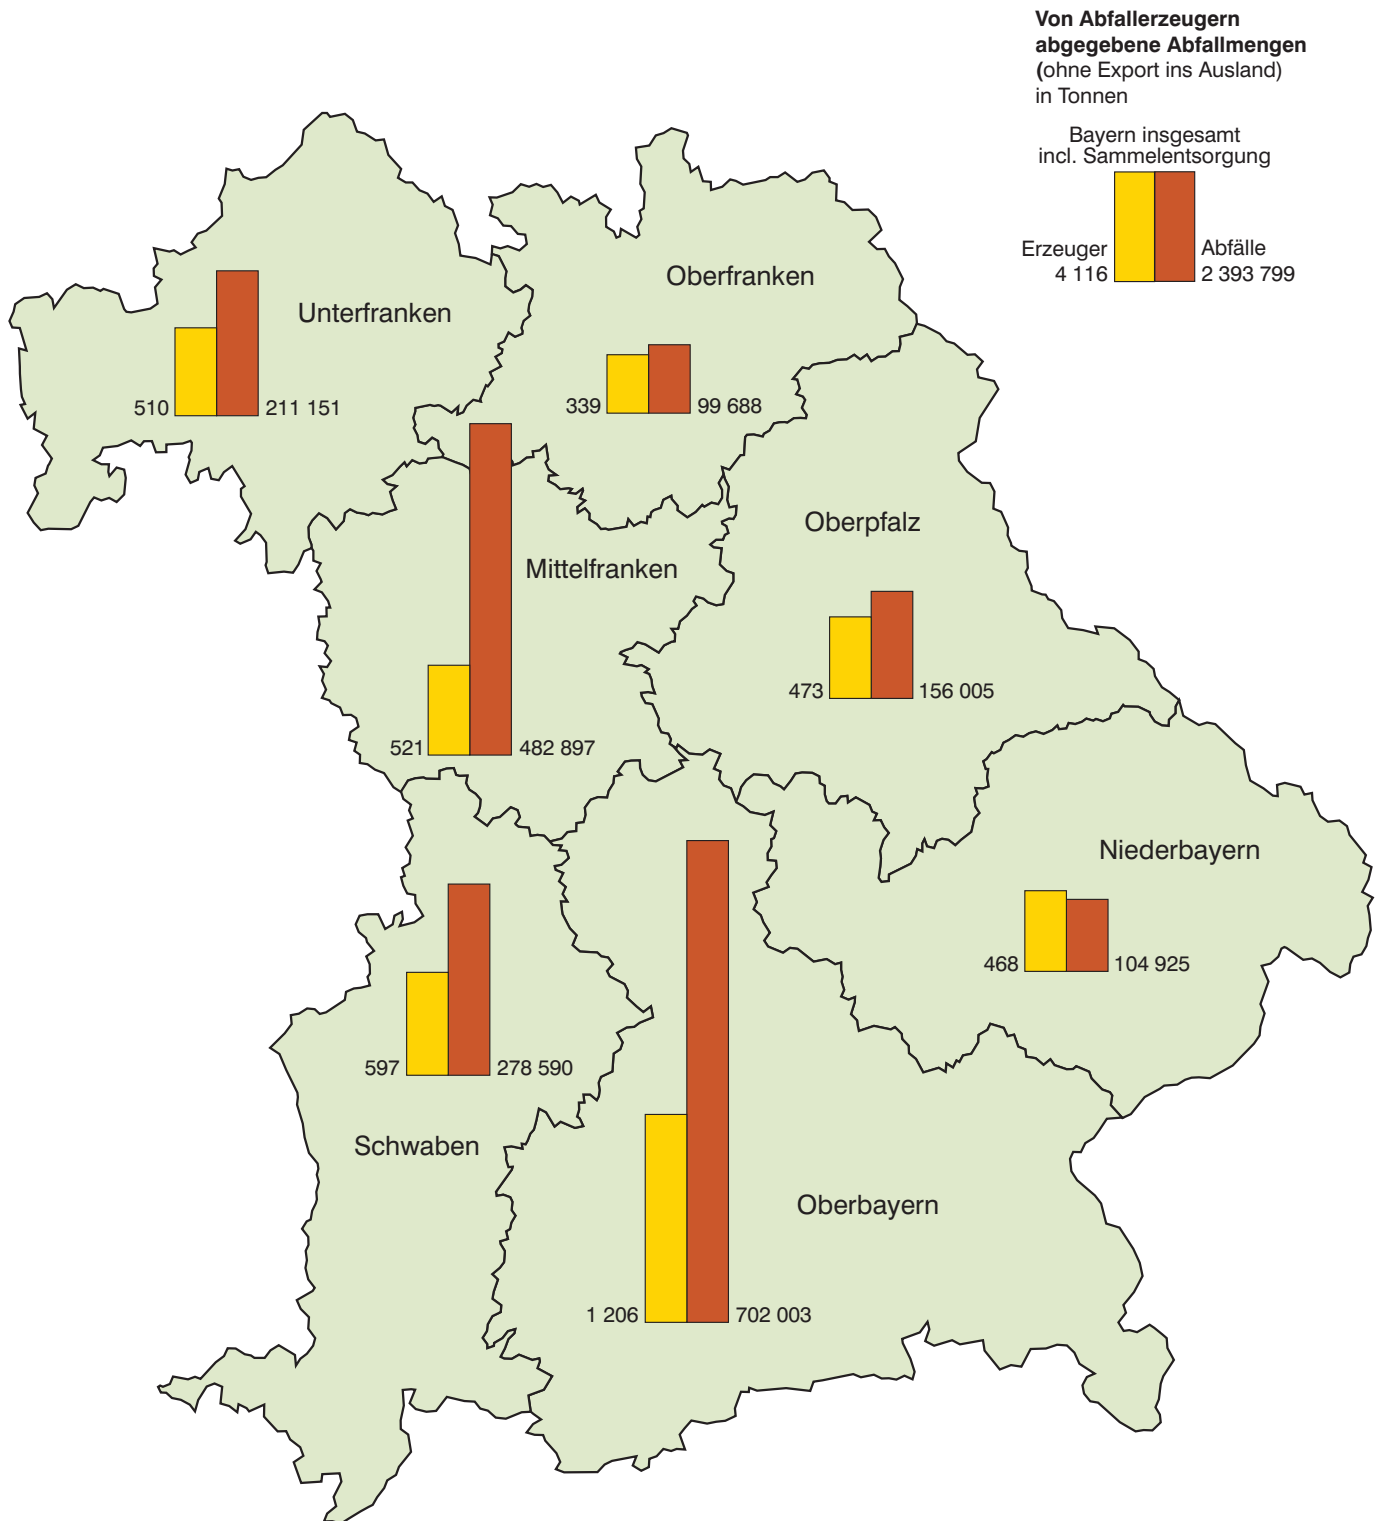 Von Abfallerzeugern
abgegebene Abfallmengen
(ohne Export ins Ausland)
in Tonnen
Bayern insgesamt
incl. Sammelentsorgung
Erzeuger
4 116
Abfälle
2 393 799
Unterfranken
510
211 151
Oberfranken
339
99 688
Mittelfranken
521
482 897
Oberpfalz
473
156 005
Niederbayern
468
104 925
Schwaben
597
278 590
Oberbayern
1 206
702 003